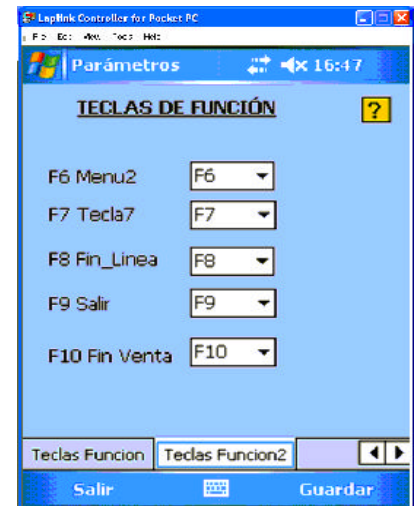 LapLink Controller for Pocket PC
Parámetros 16:47
TECLAS DE FUNCIÓN ?
F6 Menu2 F6
F7 Tecla7 F7
F8 Fin_Linea F8
F9 Salir F9
F10 Fin Venta F10
Teclas Funcion Teclas Funcion2
Salir Guardar